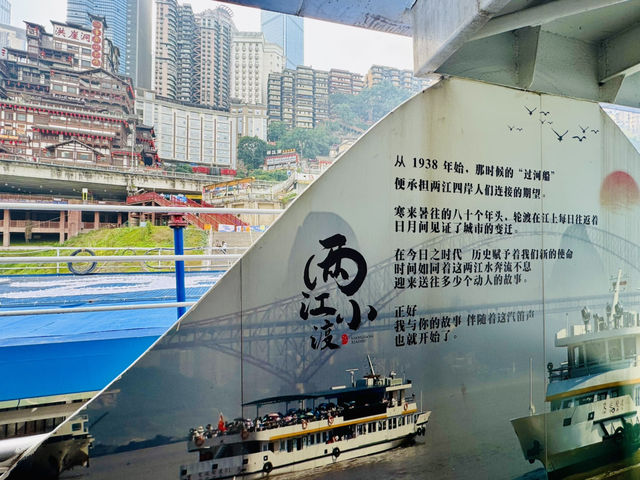 洪崖洞
从 1938 年始，那时候的“过河船”
便承担两江四岸人们连接的期望。
寒来暑往的八十个年头，轮渡在江上每日往返着
日月间见证了城市的变迁。
在今日之时代 历史赋予着我们新的使命
时间如同着这两江水奔流不息
迎来送往多少个动人的故事。
正好
我与你的故事 伴随着这汽笛声
也就开始了。
两江小渡